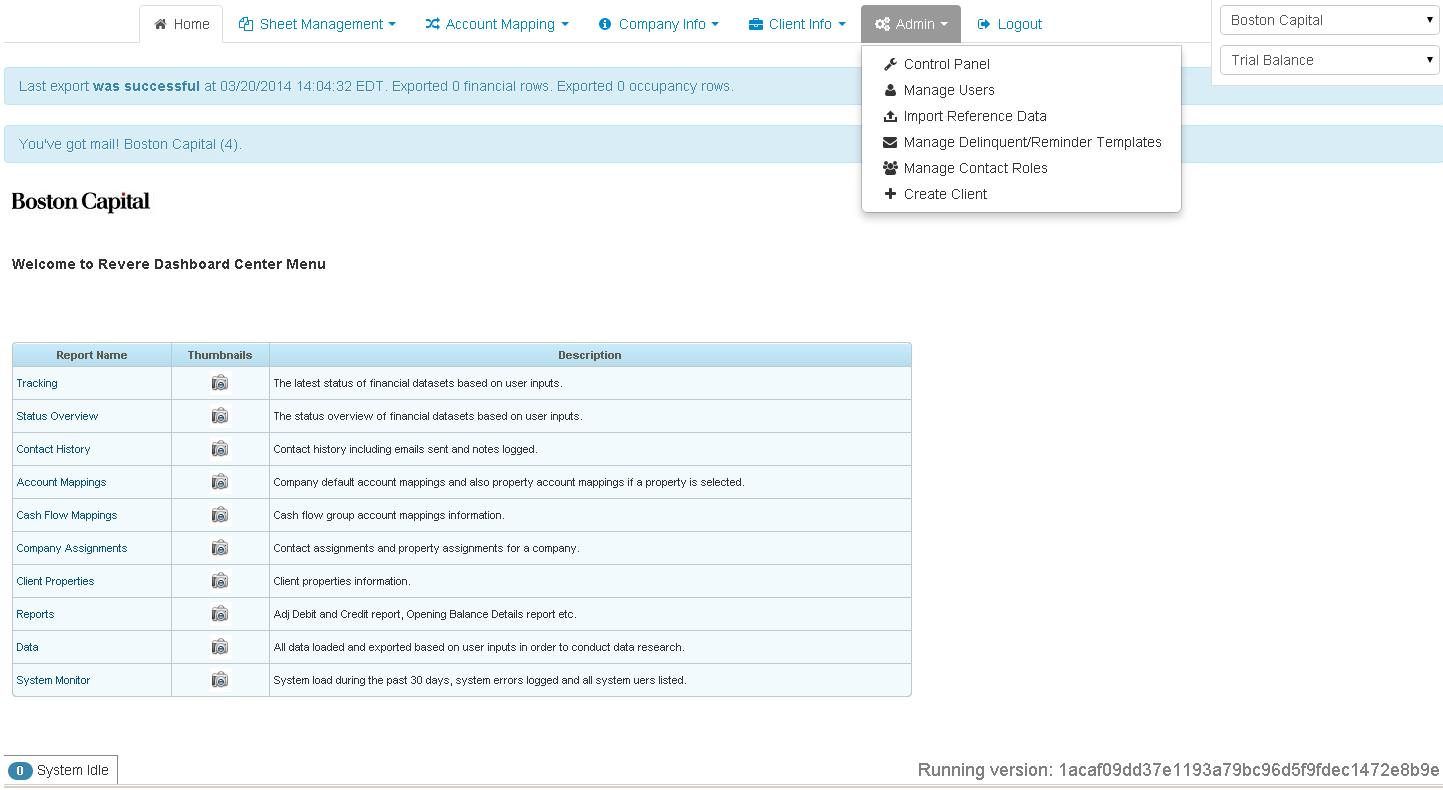 Home Sheet Management Account Mapping Company Info Client Info Admin Logout
Boston Capital
Trial Balance
Control Panel
Manage Users
Import Reference Data
Manage Delinquent/Reminder Templates
Manage Contact Roles
Create Client
Last export was successful at 03/20/2014 14:04:32 EDT. Exported 0 financial rows. Exported 0 occupancy rows.
You've got mail! Boston Capital (4).
Boston Capital
Welcome to Revere Dashboard Center Menu
Report Name Thumbnails Description
Tracking The latest status of financial datasets based on user inputs.
Status Overview The status overview of financial datasets based on user inputs.
Contact History Contact history including emails sent and notes logged.
Account Mappings Company default account mappings and also property account mappings if a property is selected.
Cash Flow Mappings Cash flow group account mappings information.
Company Assignments Contact assignments and property assignments for a company.
Client Properties Client properties information.
Reports Adj Debit and Credit report, Opening Balance Details report etc.
Data All data loaded and exported based on user inputs in order to conduct data research.
System Monitor System load during the past 30 days, system errors logged and all system uers listed.
0 System Idle
Running version: 1acaf09dd37e1193a79bc96d5f9fdec1472e8b9e